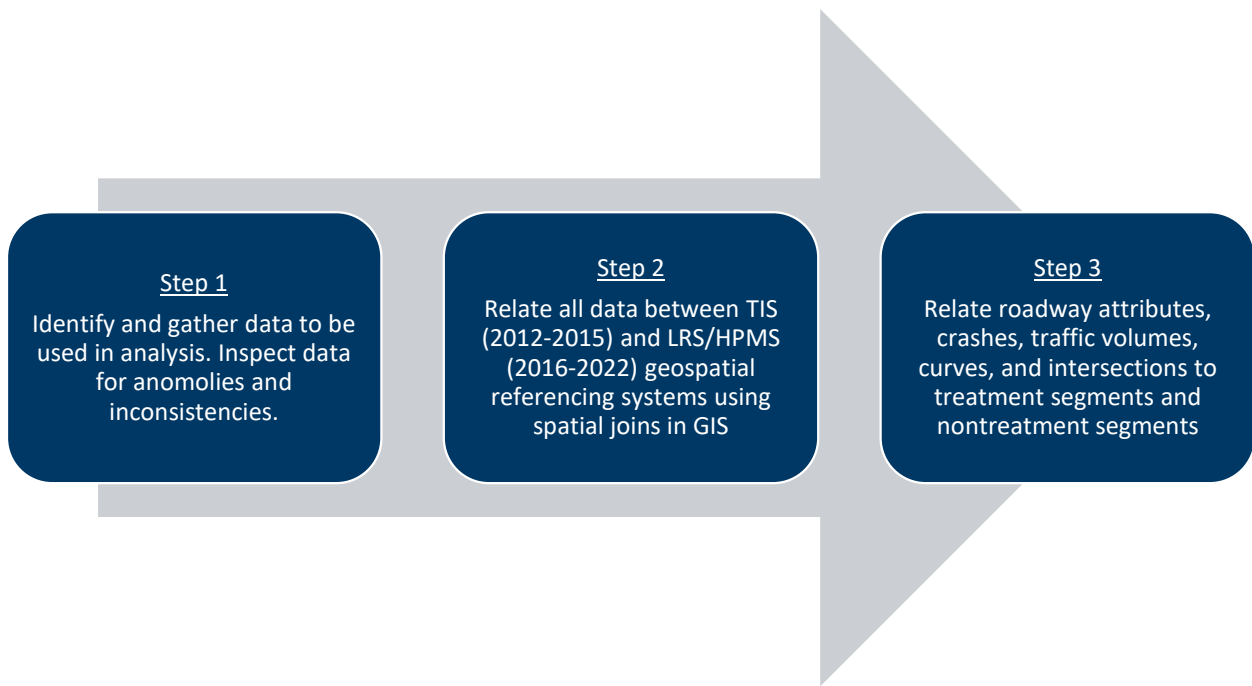 Step 1
Identify and gather data to be
used in analysis. Inspect data
for anomolies and
inconsistencies.
Step 2
Relate all data between TIS
(2012-2015) and LRS/HPMS
(2016-2022) geospatial
referencing systems using
spatial joins in GIS
Step 3
Relate roadway attributes,
crashes, traffic volumes,
curves, and intersections to
treatment segments and
nontreatment segments